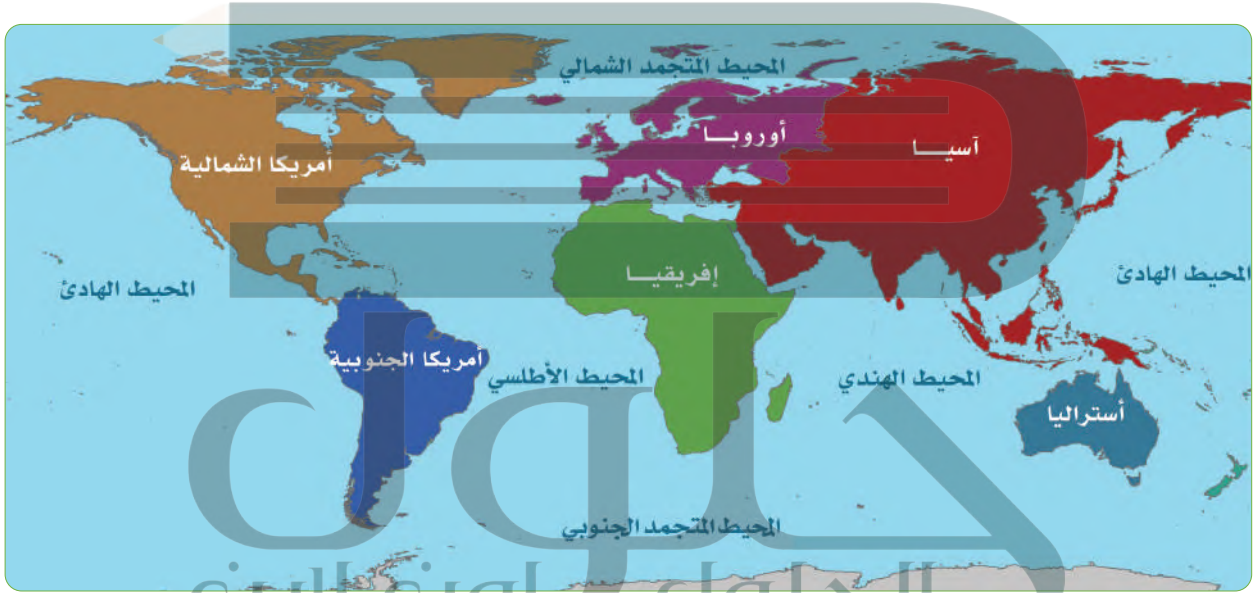 المحيط المتجمد الشمالي
أوروبـــا
آسيـــا
أمريكا الشمالية
إفريقيـــا
المحيط الهادئ
المحيط الهادئ
أمريكا الجنوبية
المحيط الأطلسي
المحيط الهندي
أستراليا
المحيط المتجمد الجنوبي
حلول